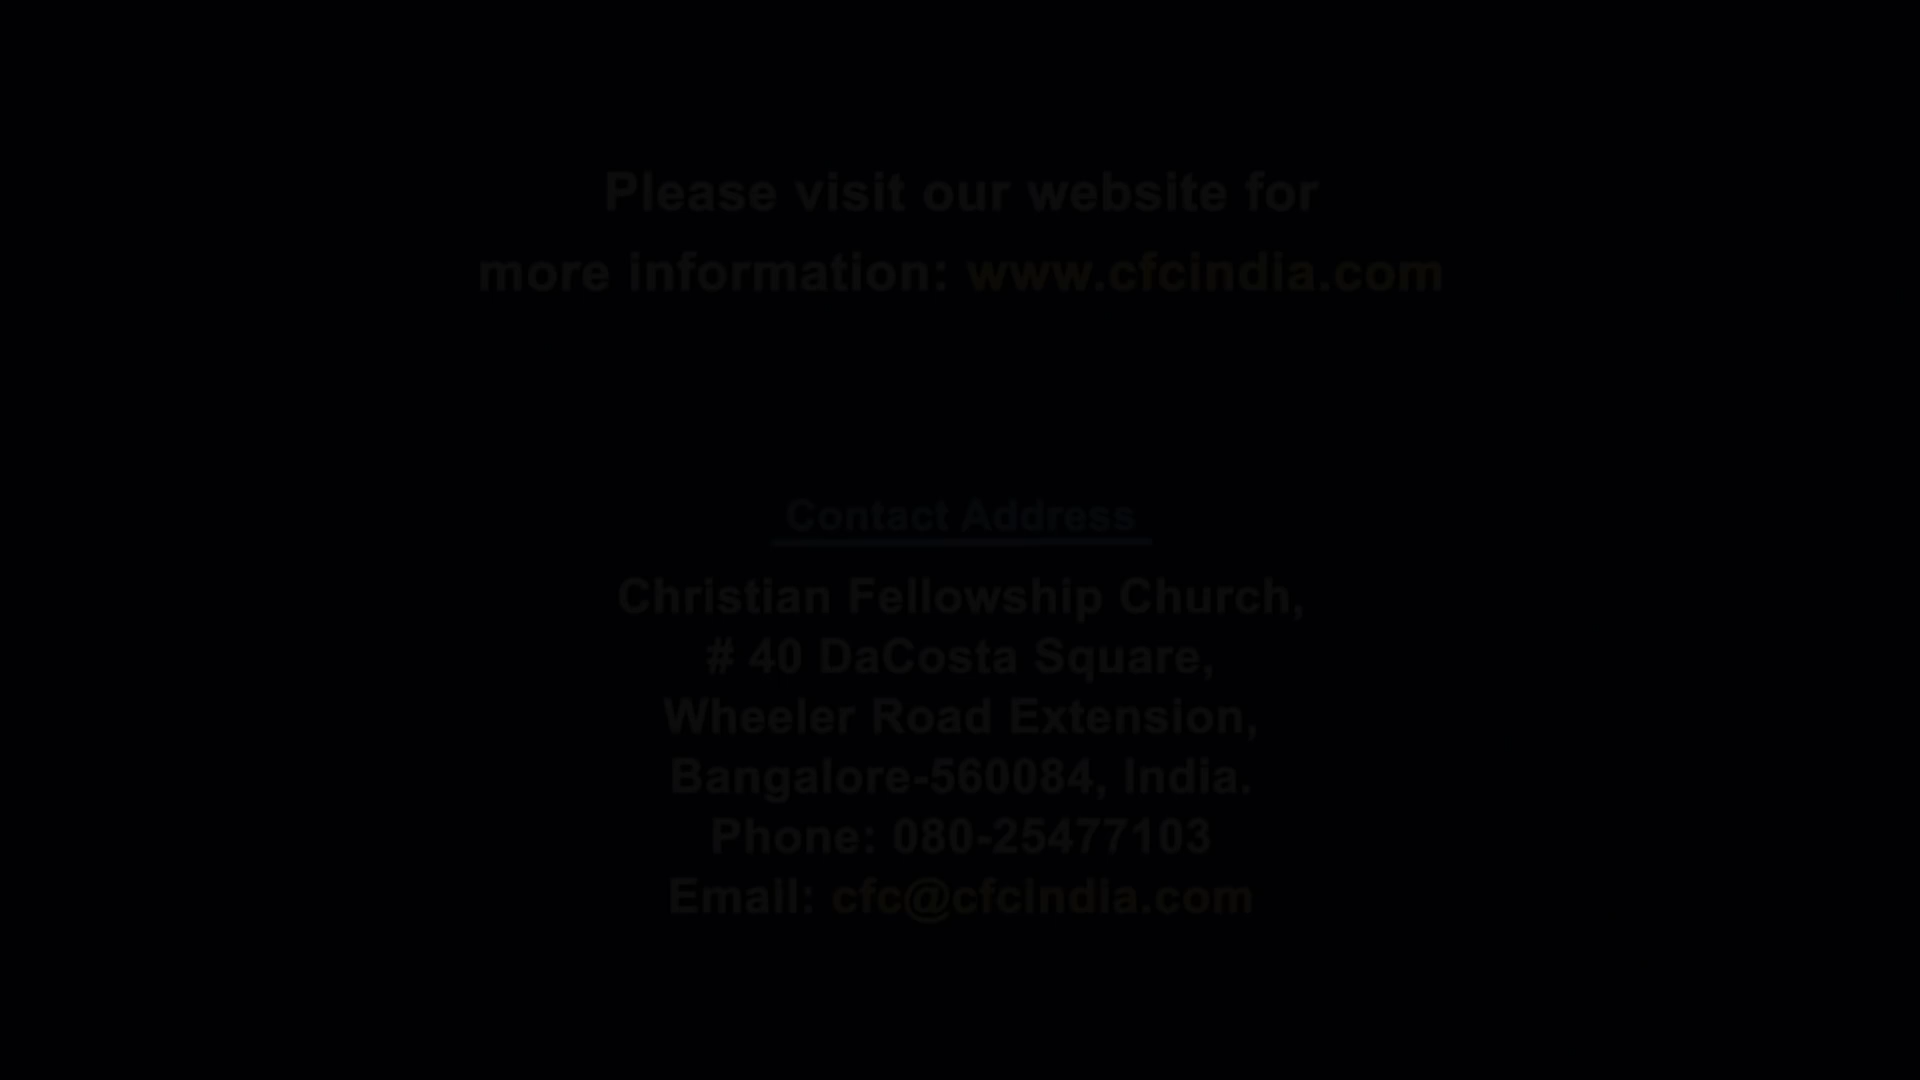 Please visit our website for
more information: www.cfcindia.com
Contact Address
Christian Fellowship Church,
# 40 DaCosta Square,
Wheeler Road Extension,
Bangalore-560084, India.
Phone: 080-25477103
Email: cfc@cfcindia.com